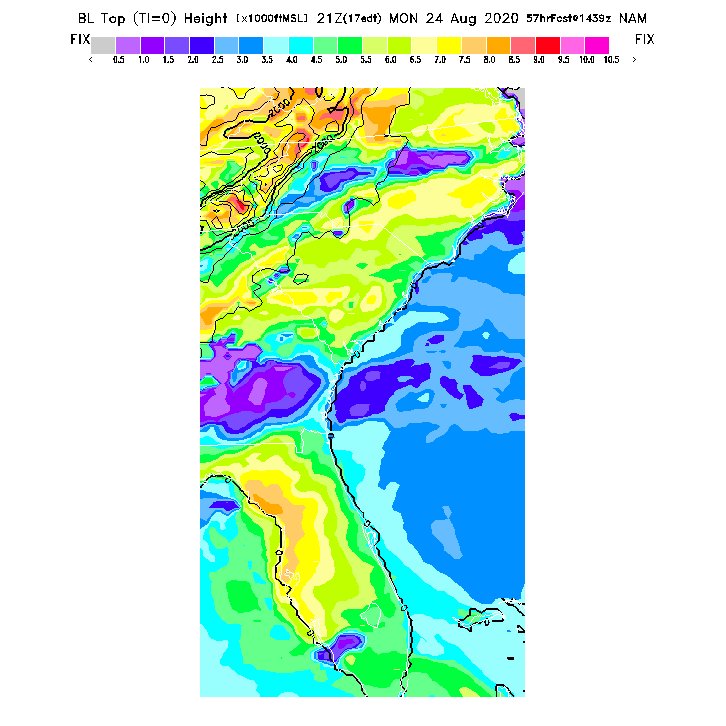 BL Top (TI=0) Height [x1000ftMSL] 21Z(17edt) MON 24 Aug 2020 57hrFcst@1439z NAM
FIX FIX
< 0.5 1.0 1.5 2.0 2.5 3.0 3.5 4.0 4.5 5.0 5.5 6.0 6.5 7.0 7.5 8.0 8.5 9.0 9.5 10.0 10.5 >
2000
2000